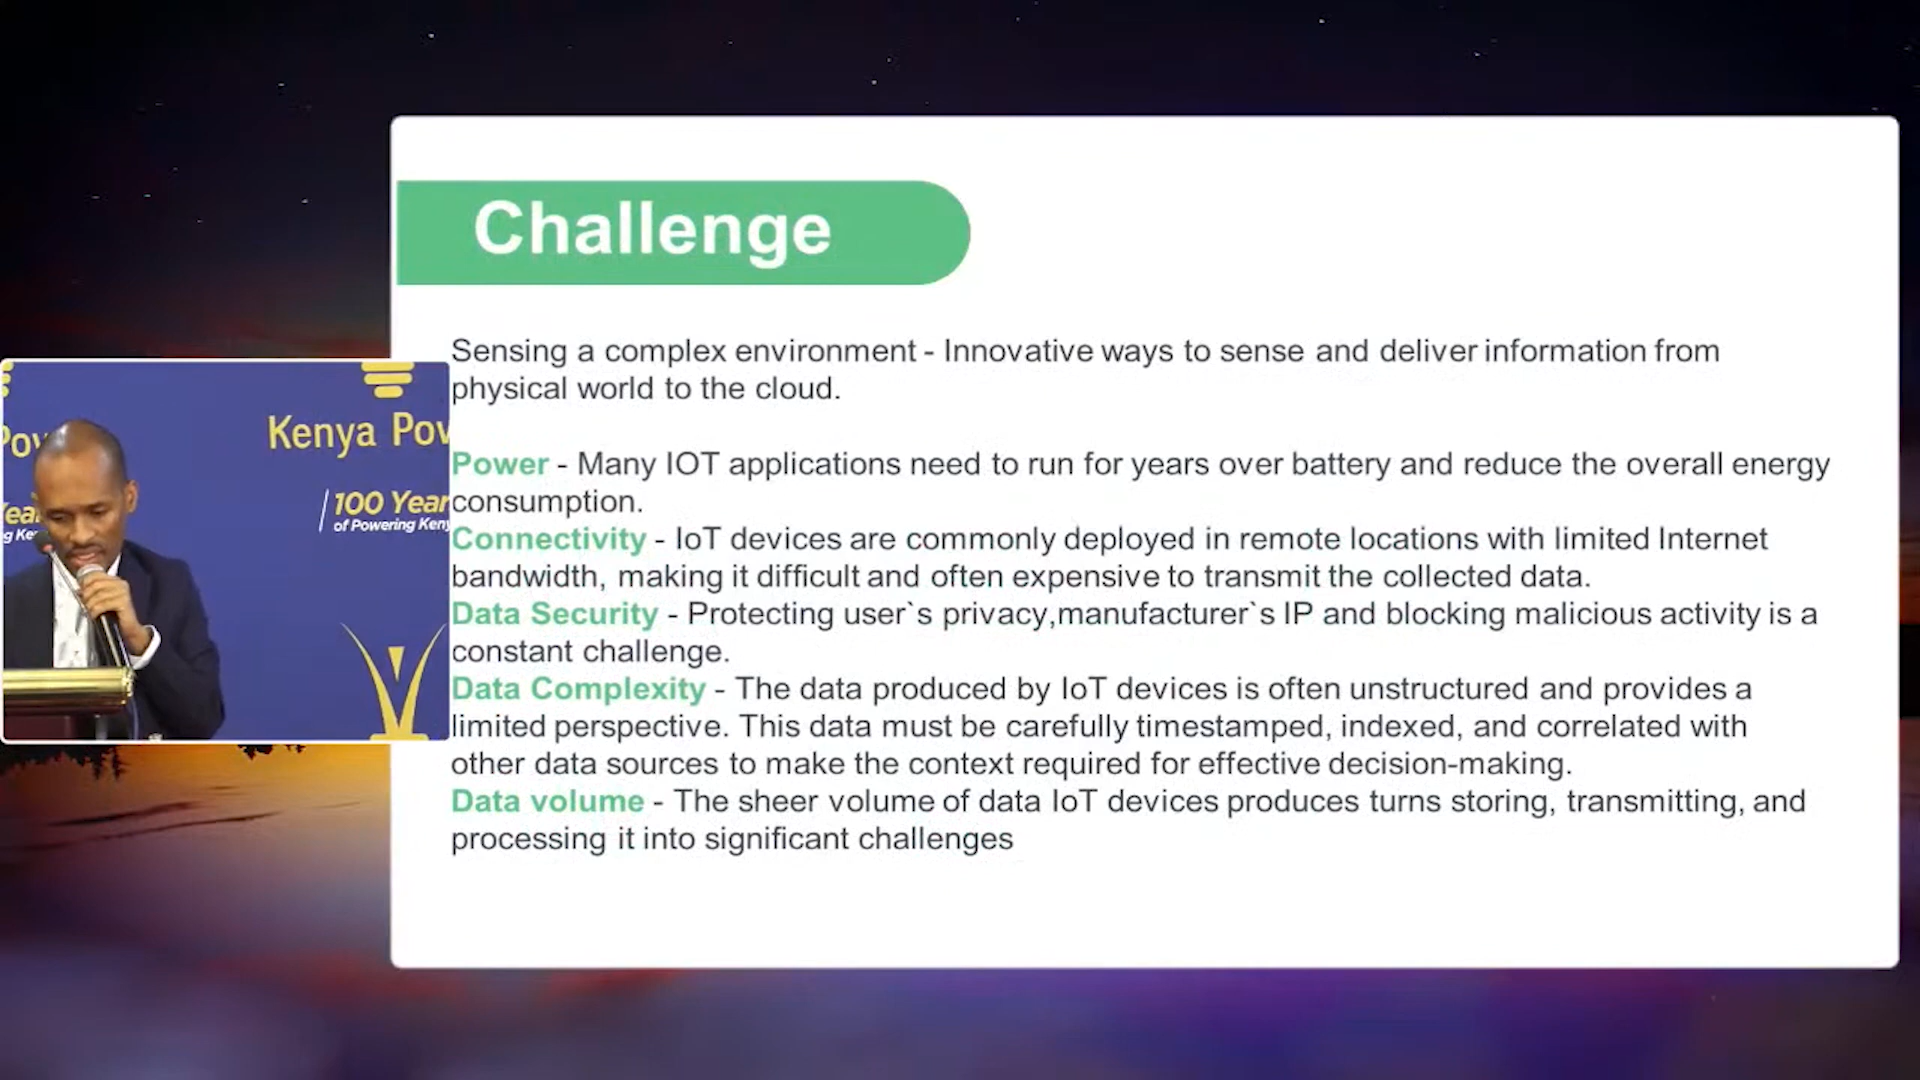 Challenge
Sensing a complex environment - Innovative ways to sense and deliver information from
physical world to the cloud.
Power - Many IOT applications need to run for years over battery and reduce the overall energy
consumption.
Connectivity - IoT devices are commonly deployed in remote locations with limited Internet
bandwidth, making it difficult and often expensive to transmit the collected data.
Data Security - Protecting user`s privacy,manufacturer`s IP and blocking malicious activity is a
constant challenge.
Data Complexity - The data produced by IoT devices is often unstructured and provides a
limited perspective. This data must be carefully timestamped, indexed, and correlated with
other data sources to make the context required for effective decision-making.
Data volume - The sheer volume of data IoT devices produces turns storing, transmitting, and
processing it into significant challenges
Kenya Pow
100 Year
of Powering Keny